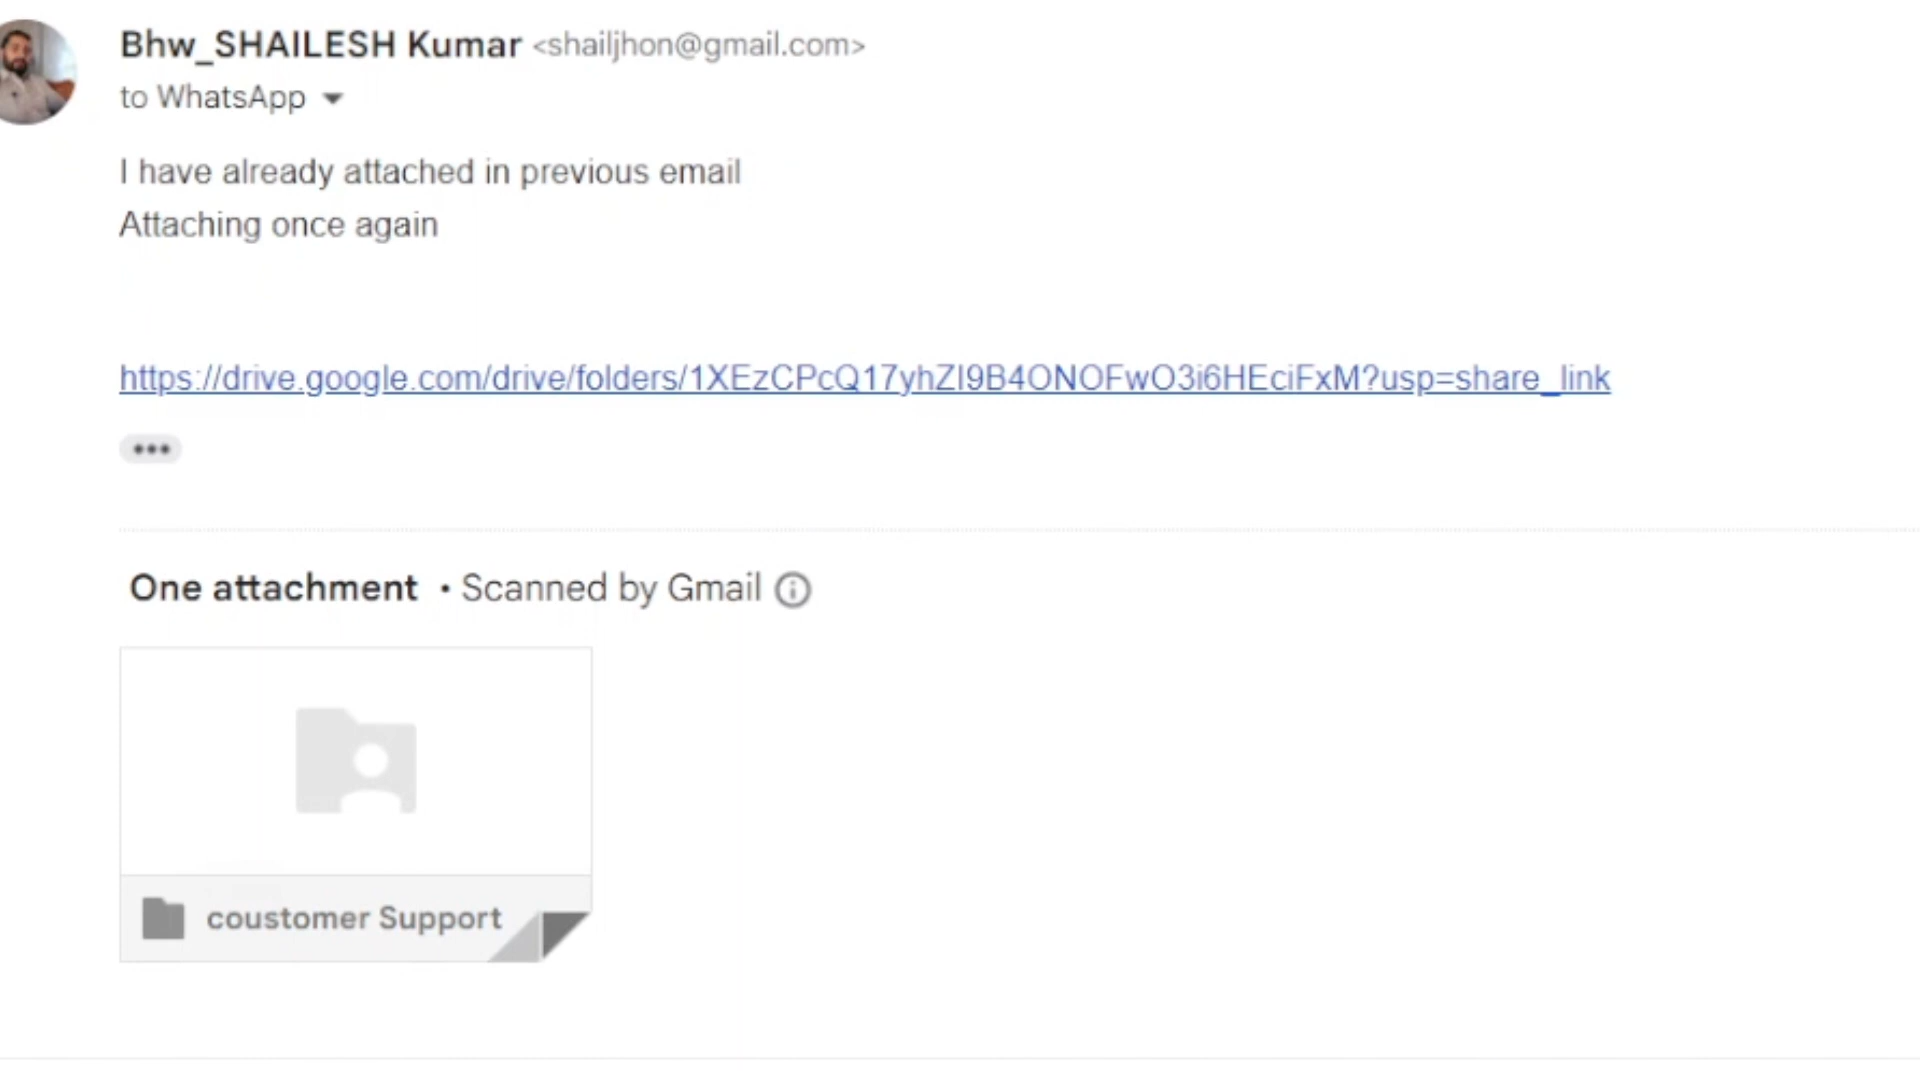 Bhw_SHAILESH Kumar <shailjhon@gmail.com>
to WhatsApp
I have already attached in previous email
Attaching once again
https://drive.google.com/drive/folders/1XEzCPcQ17yhZI9B4ONOFwO3i6HEciFxM?usp=share_link
One attachment • Scanned by Gmail
coustomer Support